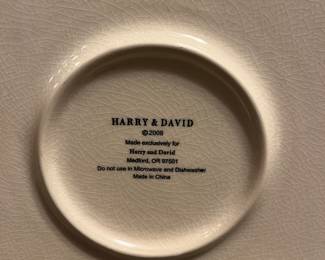 HARRY & DAVID
©2008
Made exclusively for
Harry and David
Medford, OR 97501
Do not use in Microwave and Dishwasher
Made in China